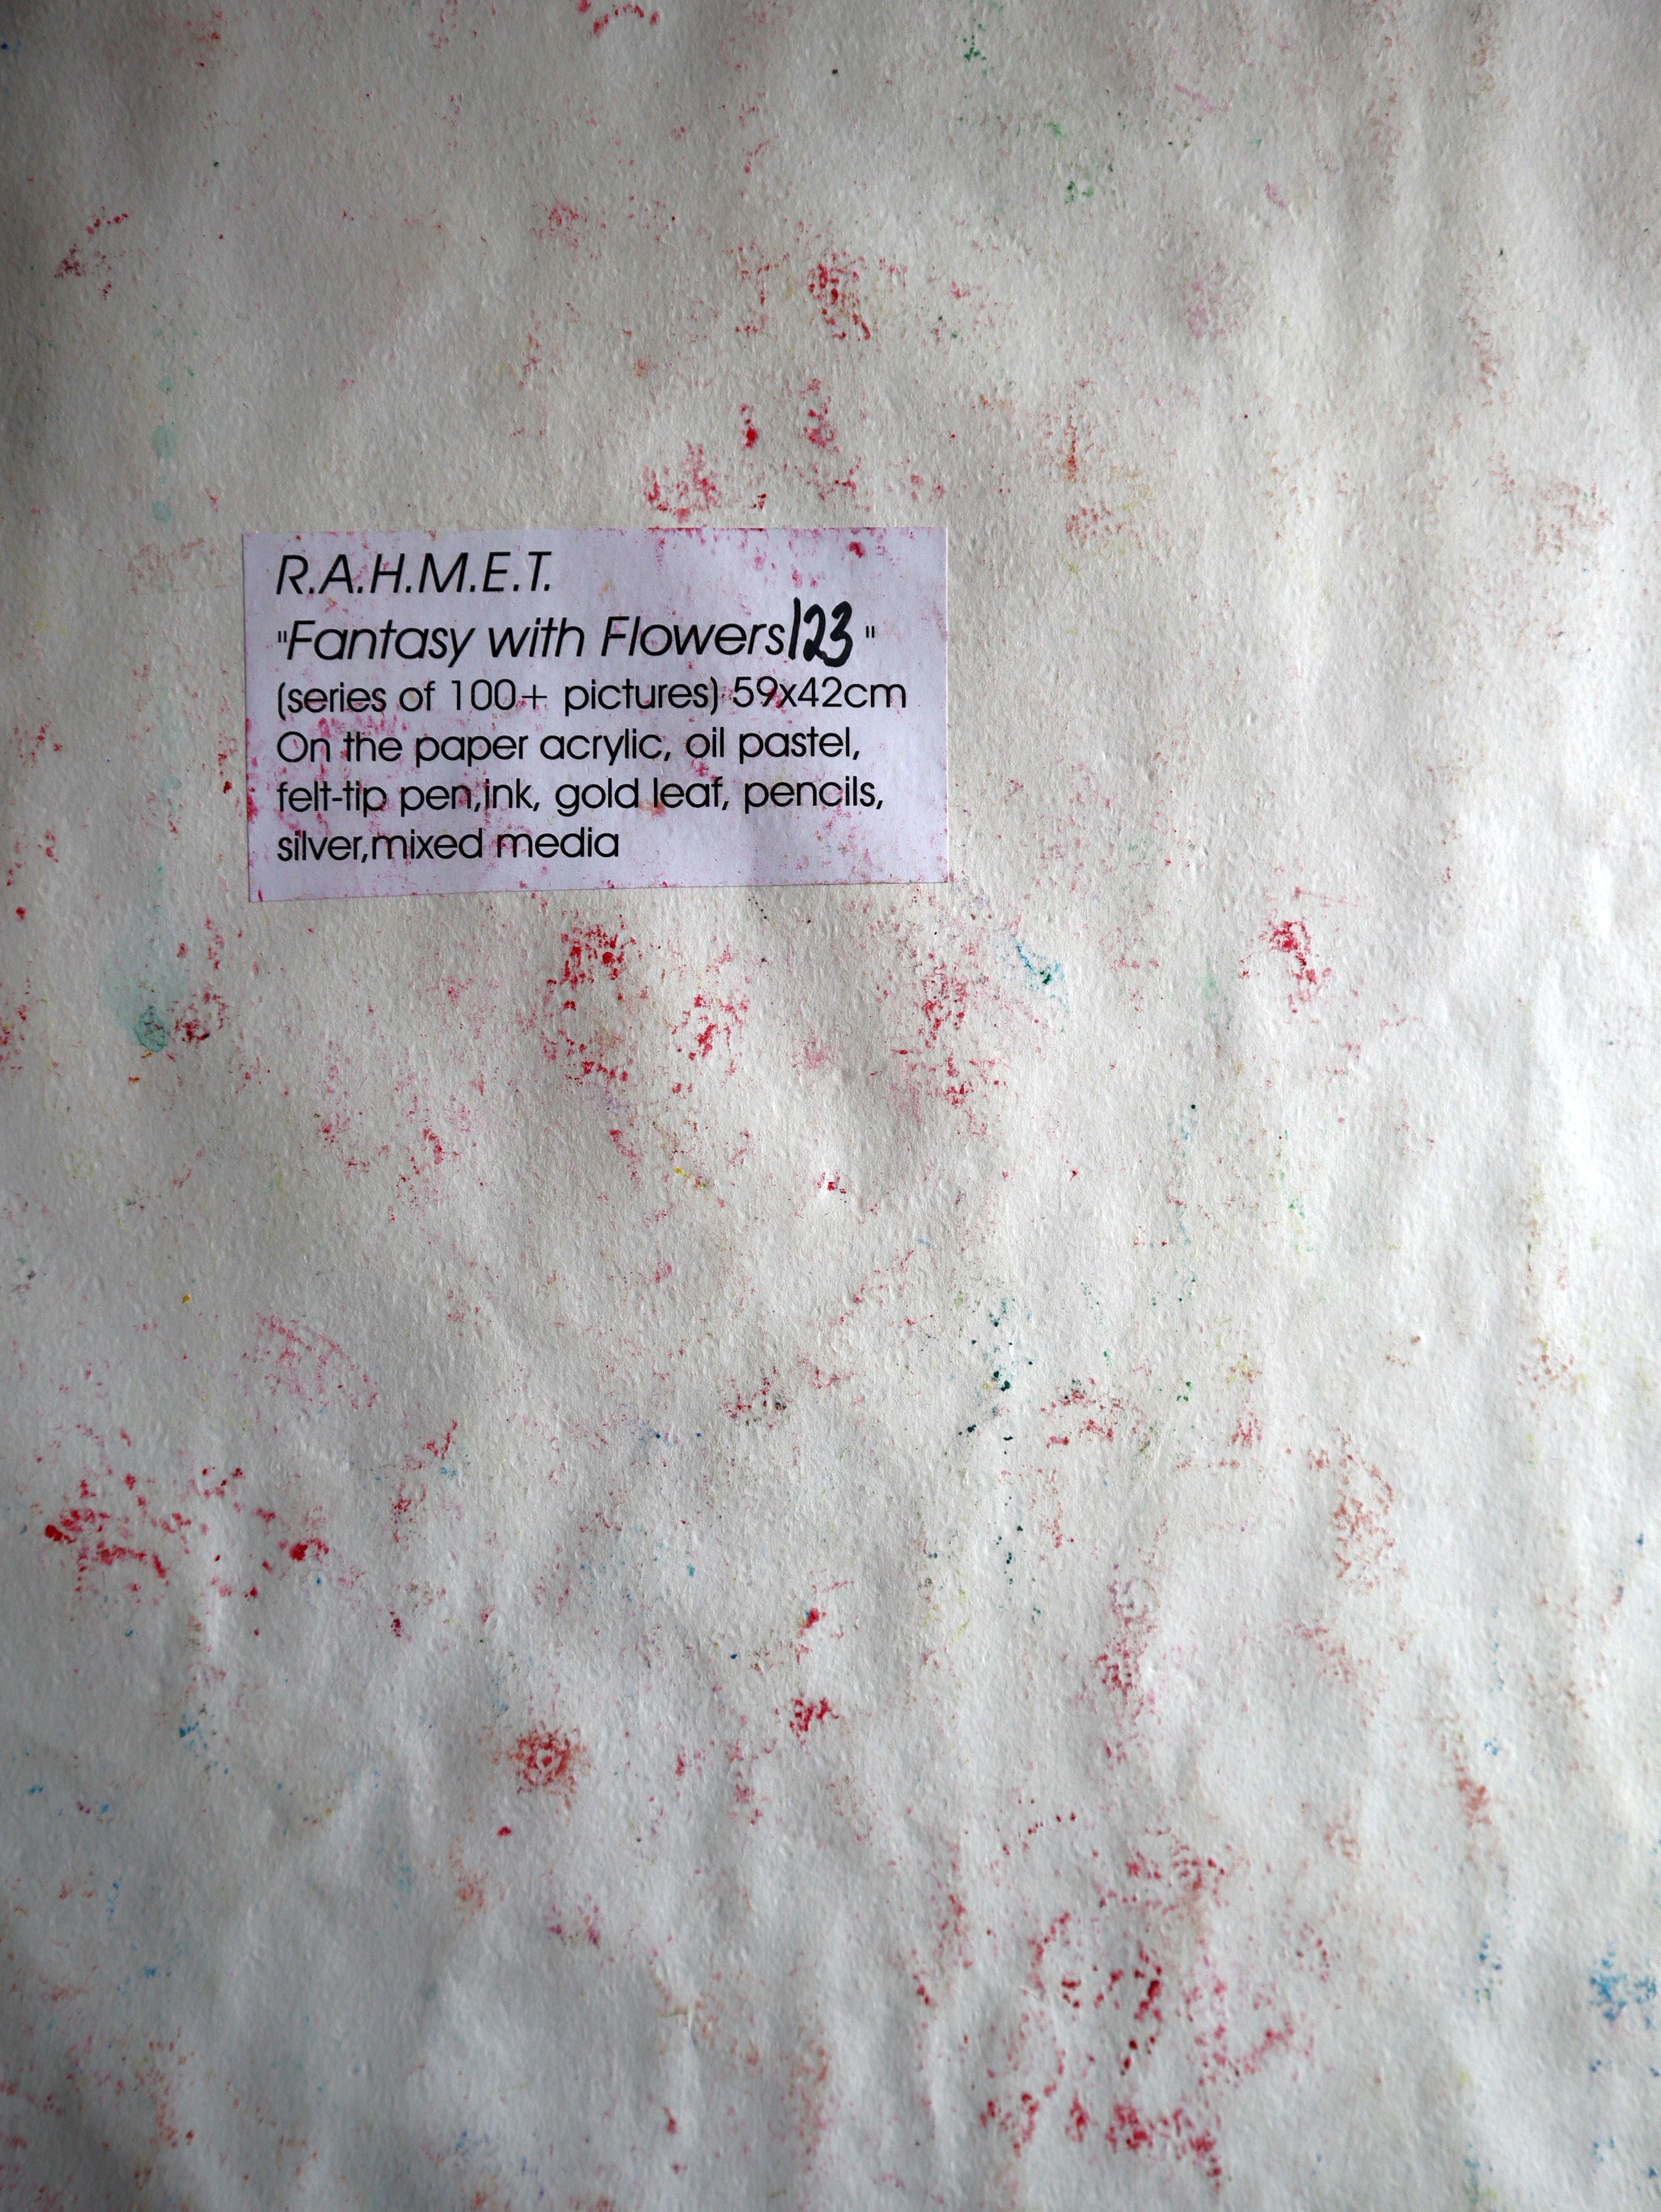 R.A.H.M.E.T.
"Fantasy with Flowers123 "
(series of 100+ pictures) 59x42cm
On the paper acrylic, oil pastel,
felt-tip pen,ink, gold leaf, pencils,
silver,mixed media